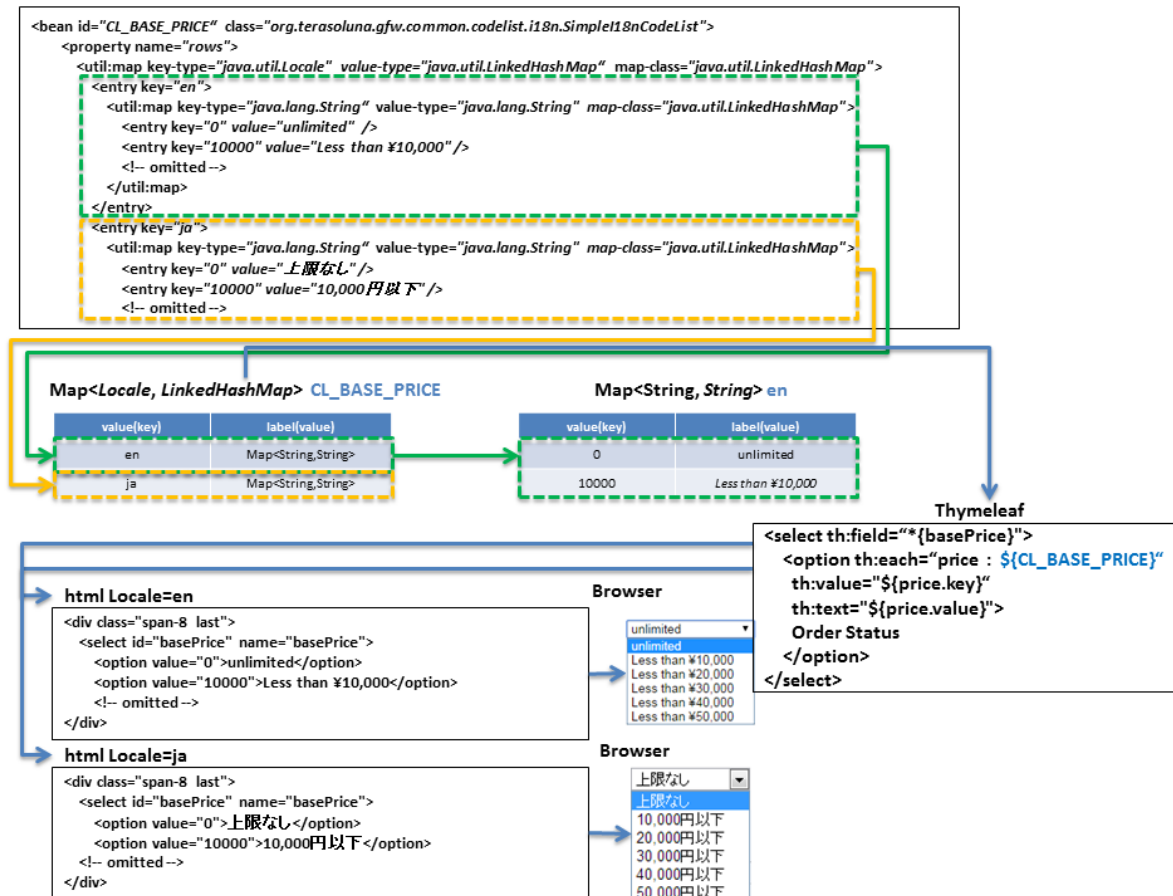 <bean id="CL_BASE_PRICE“ class="org.terasoluna.gfw.common.codelist.i18n.SimpleI18nCodeList">
<property name="rows">
<util:map key-type="java.util.Locale" value-type="java.util.LinkedHashMap“ map-class="java.util.LinkedHashMap">
<entry key="en">
<util:map key-type="java.lang.String“ value-type="java.lang.String" map-class="java.util.LinkedHashMap">
<entry key="0" value="unlimited" />
<entry key="10000" value="Less than ¥10,000"/>
<!-- omitted -->
</util:map>
</entry>
<entry key="ja">
<util:map key-type="java.lang.String“ value-type="java.lang.String" map-class="java.util.LinkedHashMap">
<entry key="0" value="上限なし"/>
<entry key="10000" value="10,000円以下"/>
<!-- omitted -->
Map<Locale, LinkedHashMap> CL_BASE_PRICE
value(key) label(value)
en Map<String,String>
ja Map<String,String>
Map<String, String> en
value(key) label(value)
0 unlimited
10000 Less than ¥10,000
Thymeleaf
<select th:field=“*{basePrice}">
<option th:each=“price : ${CL_BASE_PRICE}“
th:value="${price.key}“
th:text="${price.value}">
Order Status
</option>
</select>
html Locale=en
<div class="span-8 last">
<select id="basePrice" name="basePrice">
<option value="0">unlimited</option>
<option value="10000">Less than ¥10,000</option>
<!-- omitted -->
</div>
Browser
unlimited
unlimited
Less than ¥10,000
Less than ¥20,000
Less than ¥30,000
Less than ¥40,000
Less than ¥50,000
html Locale=ja
<div class="span-8 last">
<select id="basePrice" name="basePrice">
<option value="0">上限なし</option>
<option value="10000">10,000円以下</option>
<!-- omitted -->
</div>
Browser
上限なし
上限なし
10,000円以下
20,000円以下
30,000円以下
40,000円以下
50,000円以下